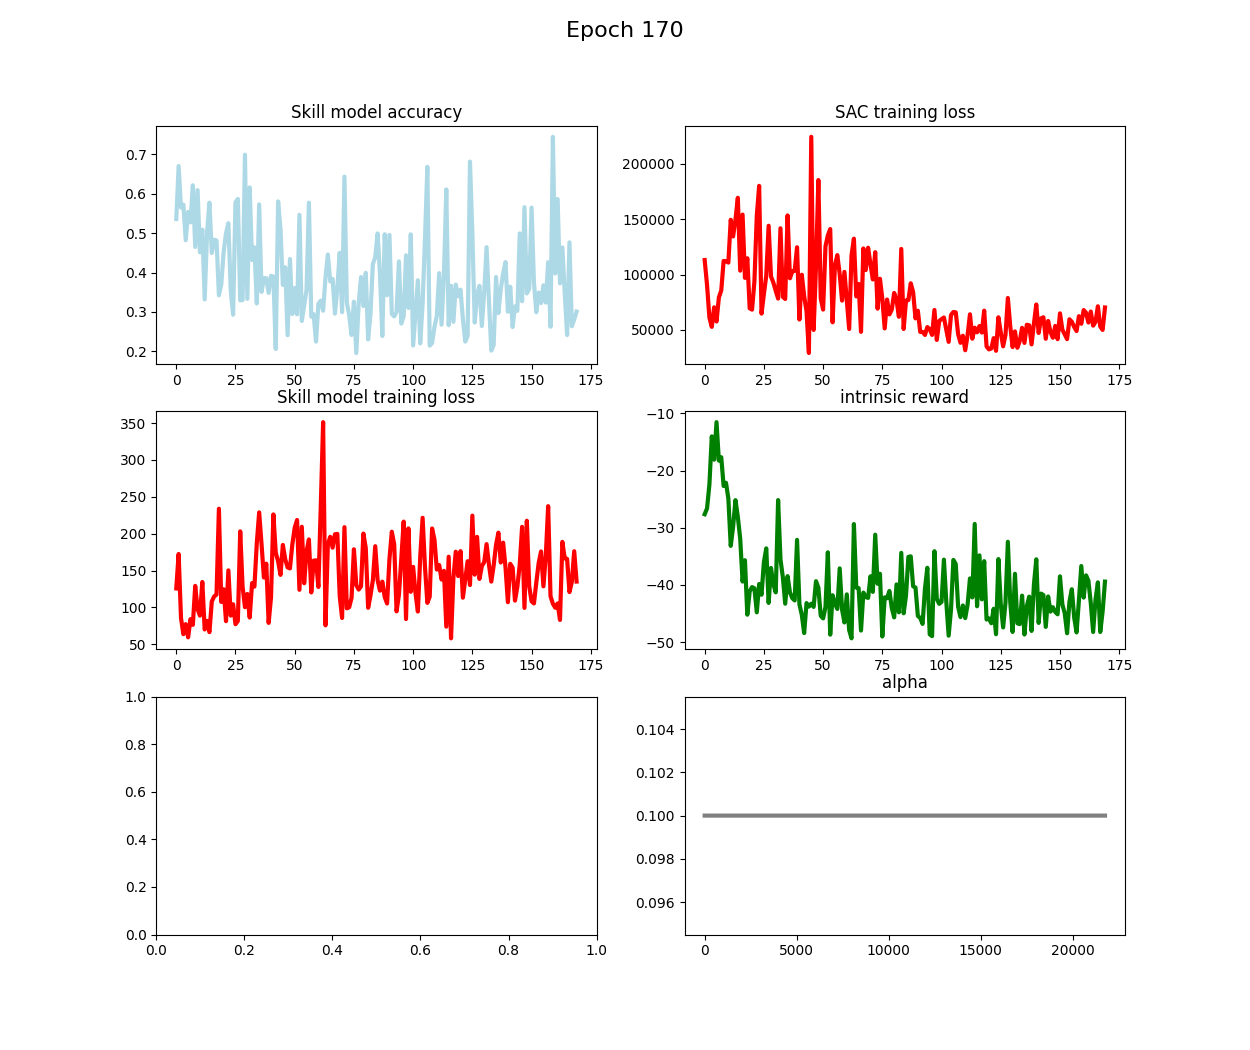 Epoch 170
Skill model accuracy
0.7
0.6
0.5
0.4
0.3
0.2
0 25 50 75 100 125 150 175
SAC training loss
200000
150000
100000
50000
0 25 50 75 100 125 150 175
Skill model training loss
350
300
250
200
150
100
50
0 25 50 75 100 125 150 175
intrinsic reward
−10
−20
−30
−40
−50
0 25 50 75 100 125 150 175
1.0
0.8
0.6
0.4
0.2
0.0
0.0 0.2 0.4 0.6 0.8 1.0
alpha
0.104
0.102
0.100
0.098
0.096
0 5000 10000 15000 20000